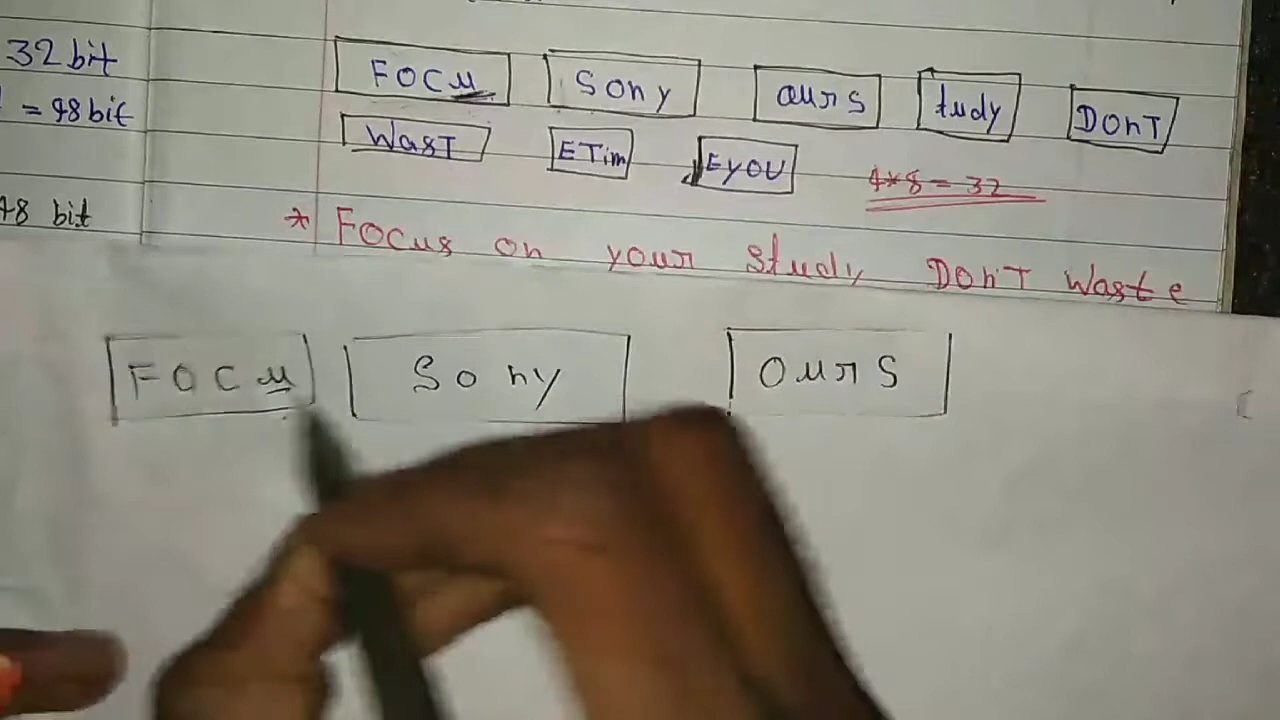 32 bit
FOCU SonY OURS tudy DONT
= 48 bit
WasT ETim EYOU 4*8 = 32
48 bit
* Focus on your Study DON'T Waste
FOCU Sony OURS